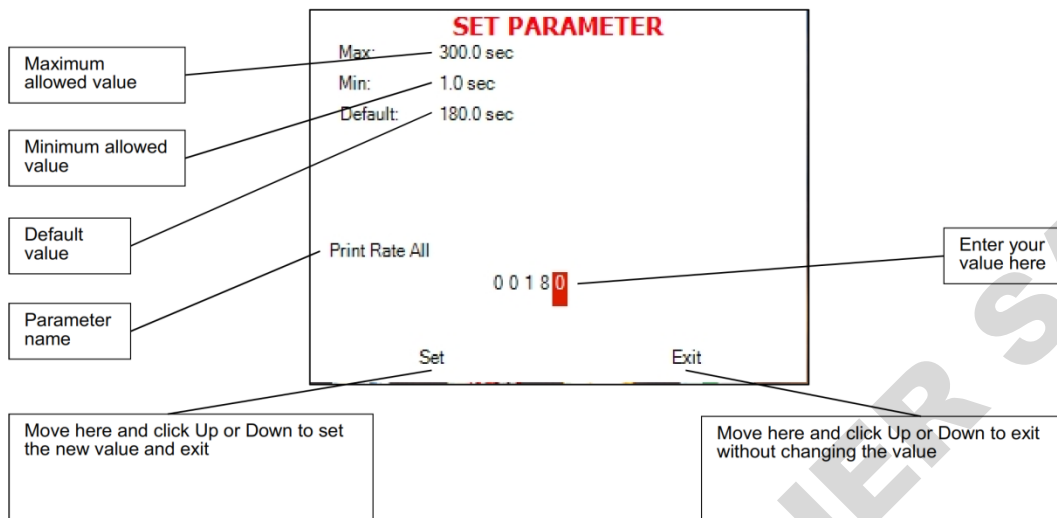 SET PARAMETER
Max: 300.0 sec
Min: 1.0 sec
Default: 180.0 sec
Maximum
allowed value
Minimum allowed
value
Default
value
Print Rate All
Enter your
value here
0 0 1 8 0
Parameter
name
Set Exit
Move here and click Up or Down to set
the new value and exit
Move here and click Up or Down to exit
without changing the value